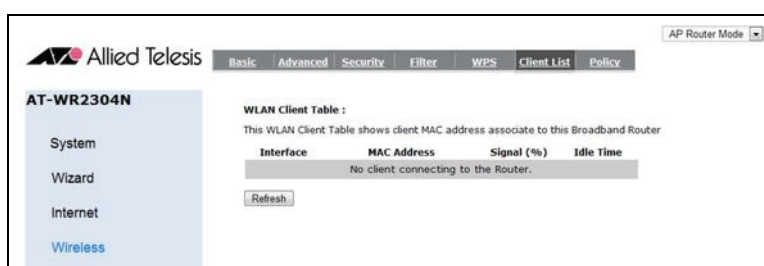 AP Router Mode
Allied Telesis
Basic Advanced Security Filter WPS Client List Policy
AT-WR2304N
System
Wizard
Internet
Wireless
WLAN Client Table :
This WLAN Client Table shows client MAC address associate to this Broadband Router
Interface MAC Address Signal (%) Idle Time
No client connecting to the Router.
Refresh